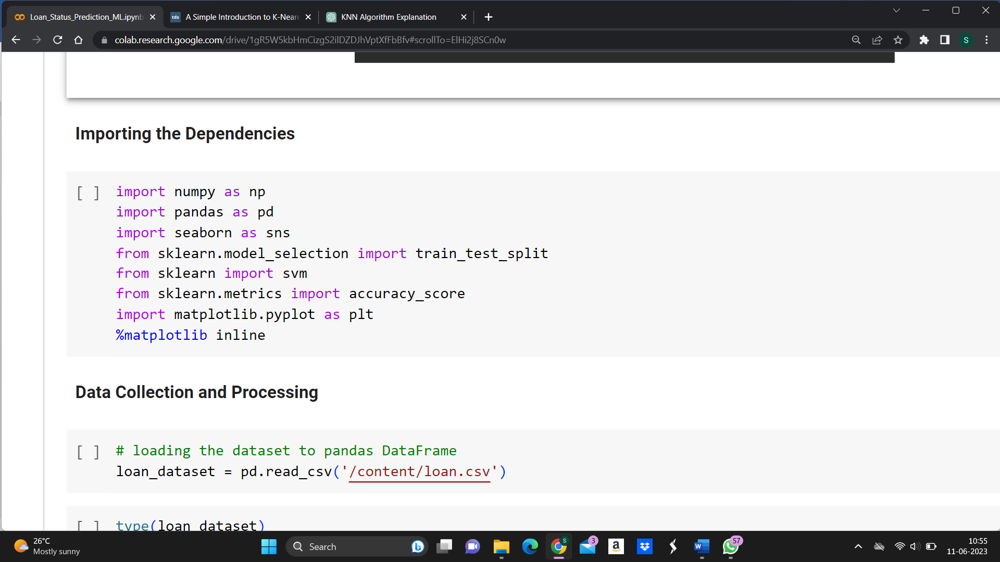 Loan_Status_Prediction_ML.ipynb
tds A Simple Introduction to K-Neare
KNN Algorithm Explanation
colab.research.google.com/drive/1gR5W5kbHmCizgS2ilDZDJhVptXfFbBfv#scrollTo=ElHi2j8SCn0w
S
Importing the Dependencies
[ ] import numpy as np
import pandas as pd
import seaborn as sns
from sklearn.model_selection import train_test_split
from sklearn import svm
from sklearn.metrics import accuracy_score
import matplotlib.pyplot as plt
%matplotlib inline
Data Collection and Processing
[ ] # loading the dataset to pandas DataFrame
loan_dataset = pd.read_csv('/content/loan.csv')
[ ] type(loan_dataset)
26°C
Mostly sunny
Search
S
3
a
W
57
10:55
11-06-2023